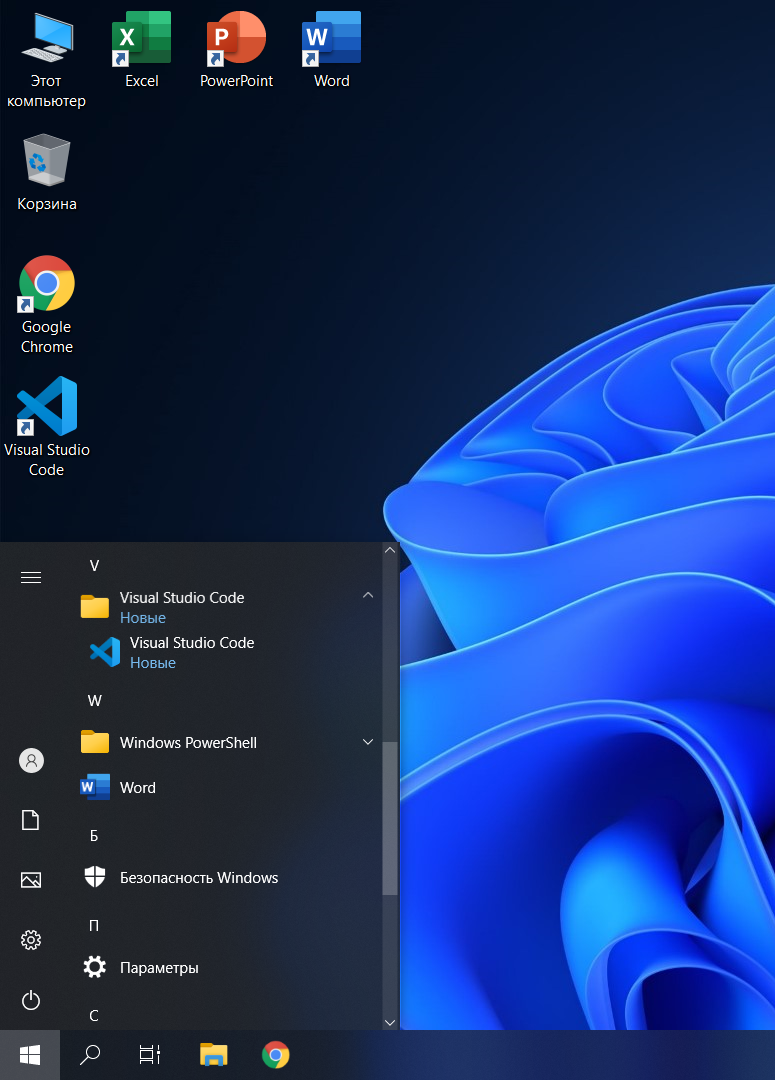 Этот
компьютер
Excel
PowerPoint
Word
Корзина
Google
Chrome
Visual Studio
Code
V
Visual Studio Code
Новые
Visual Studio Code
Новые
W
Windows PowerShell
Word
Б
Безопасность Windows
П
Параметры
С